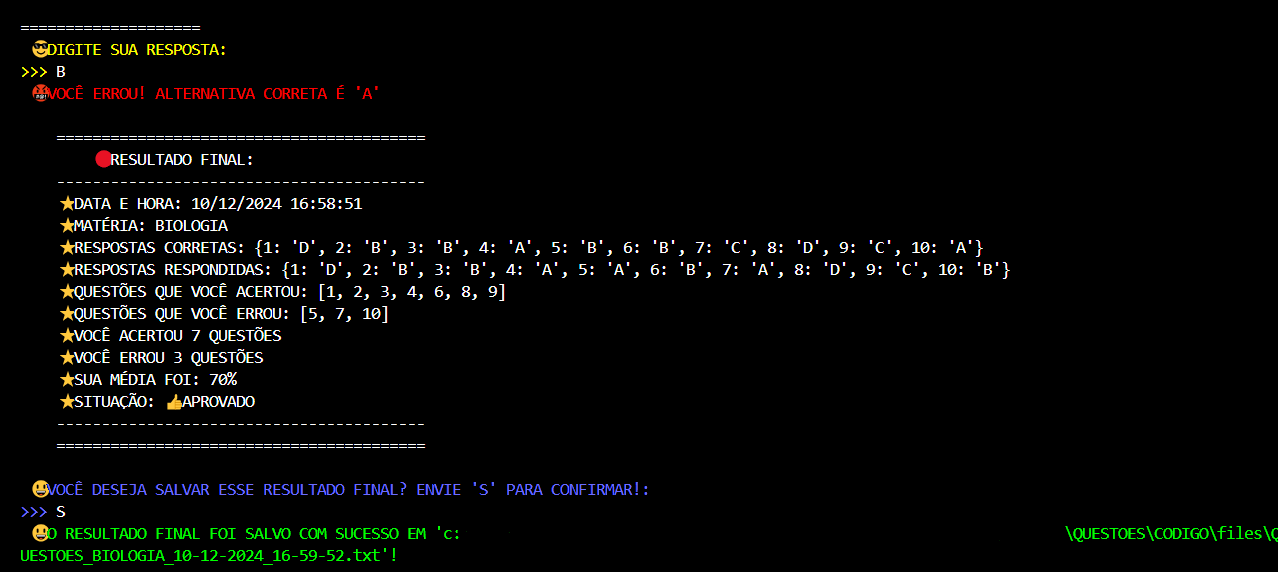 ====================
😎DIGITE SUA RESPOSTA:
>>> B
🤬VOCÊ ERROU! ALTERNATIVA CORRETA É 'A'
=========================================
🔴RESULTADO FINAL:
-----------------------------------------
⭐DATA E HORA: 10/12/2024 16:58:51
⭐MATÉRIA: BIOLOGIA
⭐RESPOSTAS CORRETAS: {1: 'D', 2: 'B', 3: 'B', 4: 'A', 5: 'B', 6: 'B', 7: 'C', 8: 'D', 9: 'C', 10: 'A'}
⭐RESPOSTAS RESPONDIDAS: {1: 'D', 2: 'B', 3: 'B', 4: 'A', 5: 'A', 6: 'B', 7: 'A', 8: 'D', 9: 'C', 10: 'B'}
⭐QUESTÕES QUE VOCÊ ACERTOU: [1, 2, 3, 4, 6, 8, 9]
⭐QUESTÕES QUE VOCÊ ERROU: [5, 7, 10]
⭐VOCÊ ACERTOU 7 QUESTÕES
⭐VOCÊ ERROU 3 QUESTÕES
⭐SUA MÉDIA FOI: 70%
⭐SITUAÇÃO: 👍APROVADO
-----------------------------------------
=========================================
😀VOCÊ DESEJA SALVAR ESSE RESULTADO FINAL? ENVIE 'S' PARA CONFIRMAR!:
>>> S
😀O RESULTADO FINAL FOI SALVO COM SUCESSO EM 'c: \QUESTOES\CODIGO\files\Q
UESTOES_BIOLOGIA_10-12-2024_16-59-52.txt'!